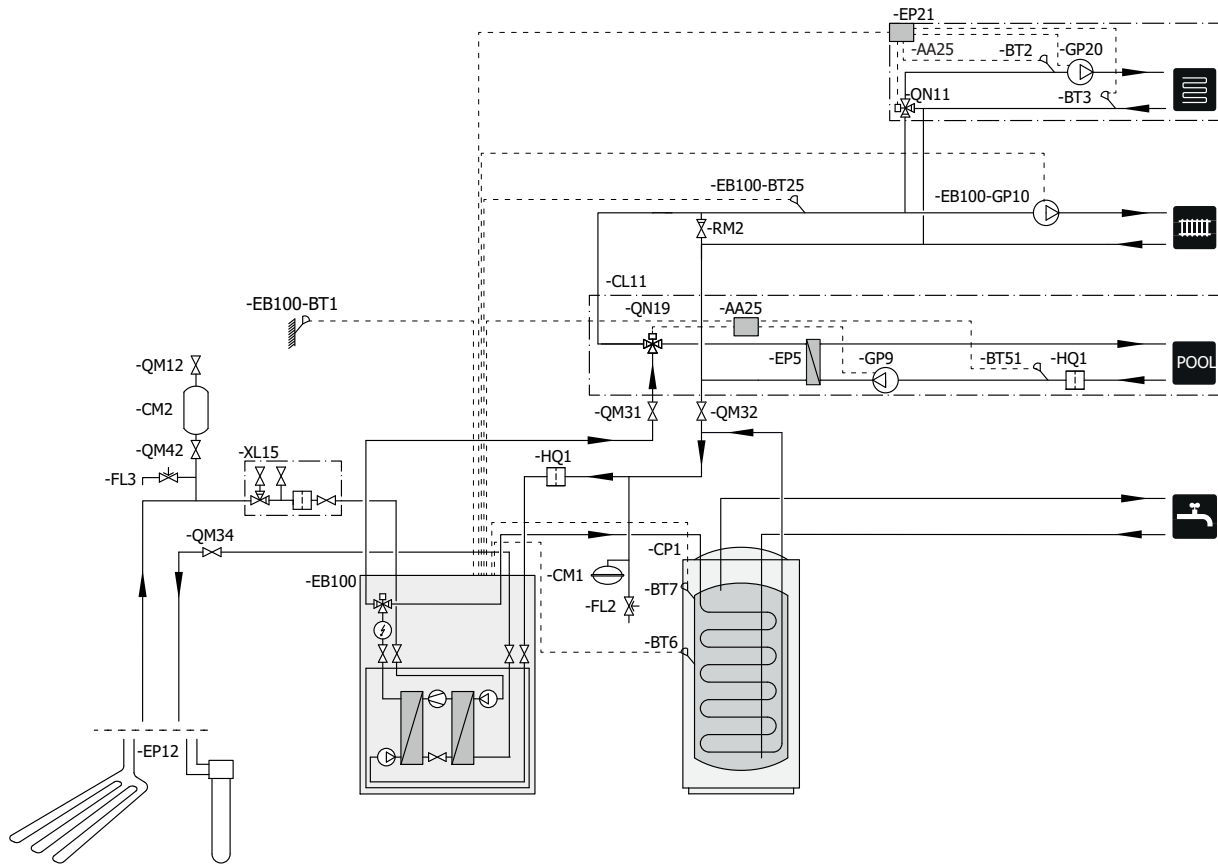 -EP21
-AA25
-BT2
-GP20
-QN11
-BT3
-EB100-BT25
-EB100-GP10
-RM2
-CL11
-EB100-BT1
-QN19
-AA25
-EP5
-GP9
-BT51
-HQ1
POOL
-QM12
-CM2
-QM31
-QM32
-QM42
-XL15
-HQ1
-FL3
-QM34
-CP1
-EB100
-CM1
-BT7
-FL2
-BT6
-EP12